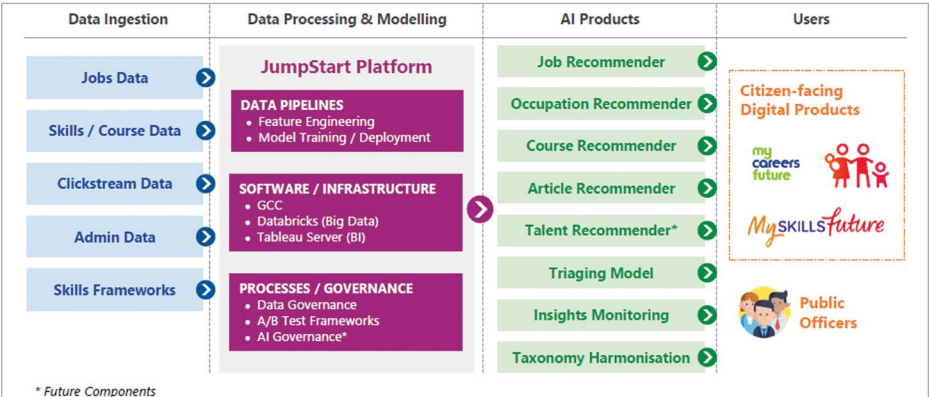 Data Ingestion
Data Processing & Modelling
AI Products
Users
Jobs Data
Skills / Course Data
Clickstream Data
Admin Data
Skills Frameworks
JumpStart Platform
DATA PIPELINES
• Feature Engineering
• Model Training / Deployment
SOFTWARE / INFRASTRUCTURE
• GCC
• Databricks (Big Data)
• Tableau Server (BI)
PROCESSES / GOVERNANCE
• Data Governance
• A/B Test Frameworks
• AI Governance*
Job Recommender
Occupation Recommender
Course Recommender
Article Recommender
Talent Recommender*
Triaging Model
Insights Monitoring
Taxonomy Harmonisation
Citizen-facing
Digital Products
my
careers
future
MySKILLSfuture
Public
Officers
* Future Components